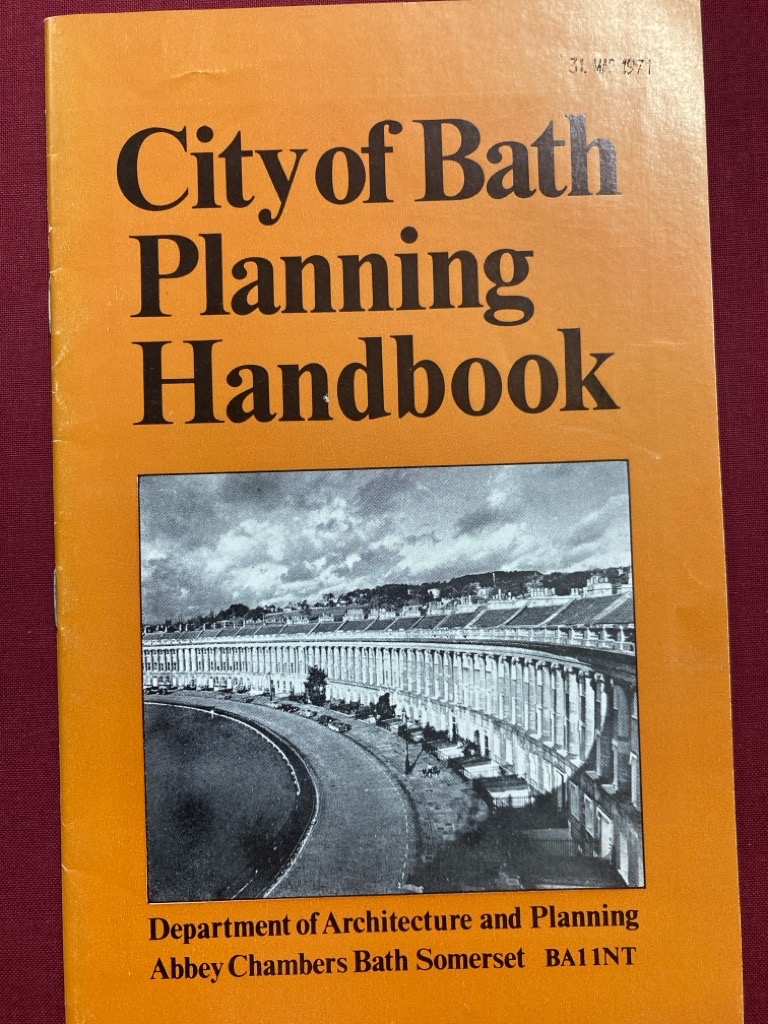 31. 1971
City of Bath
Planning
Handbook
Department of Architecture and Planning
Abbey Chambers Bath Somerset BA1 1NT